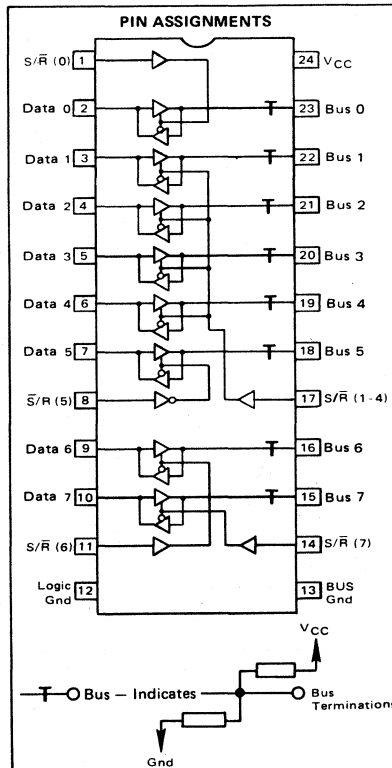 PIN ASSIGNMENTS
S/R̅ (0) 1
24 VCC
Data 0 2
23 Bus 0
Data 1 3
22 Bus 1
Data 2 4
21 Bus 2
Data 3 5
20 Bus 3
Data 4 6
19 Bus 4
Data 5 7
18 Bus 5
S̅/R (5) 8
17 S/R̅ (1-4)
Data 6 9
16 Bus 6
Data 7 10
15 Bus 7
S/R̅ (6) 11
14 S/R̅ (7)
Logic
Gnd 12
13 BUS
Gnd
VCC
Bus — Indicates
Bus
Terminations
Gnd